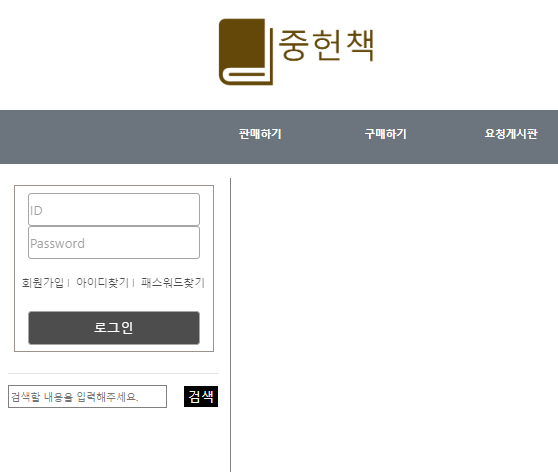 중헌책
판매하기 구매하기 요청게시판
ID
Password
회원가입 | 아이디찾기 | 패스워드찾기
로그인
검색할 내용을 입력해주세요. 검색